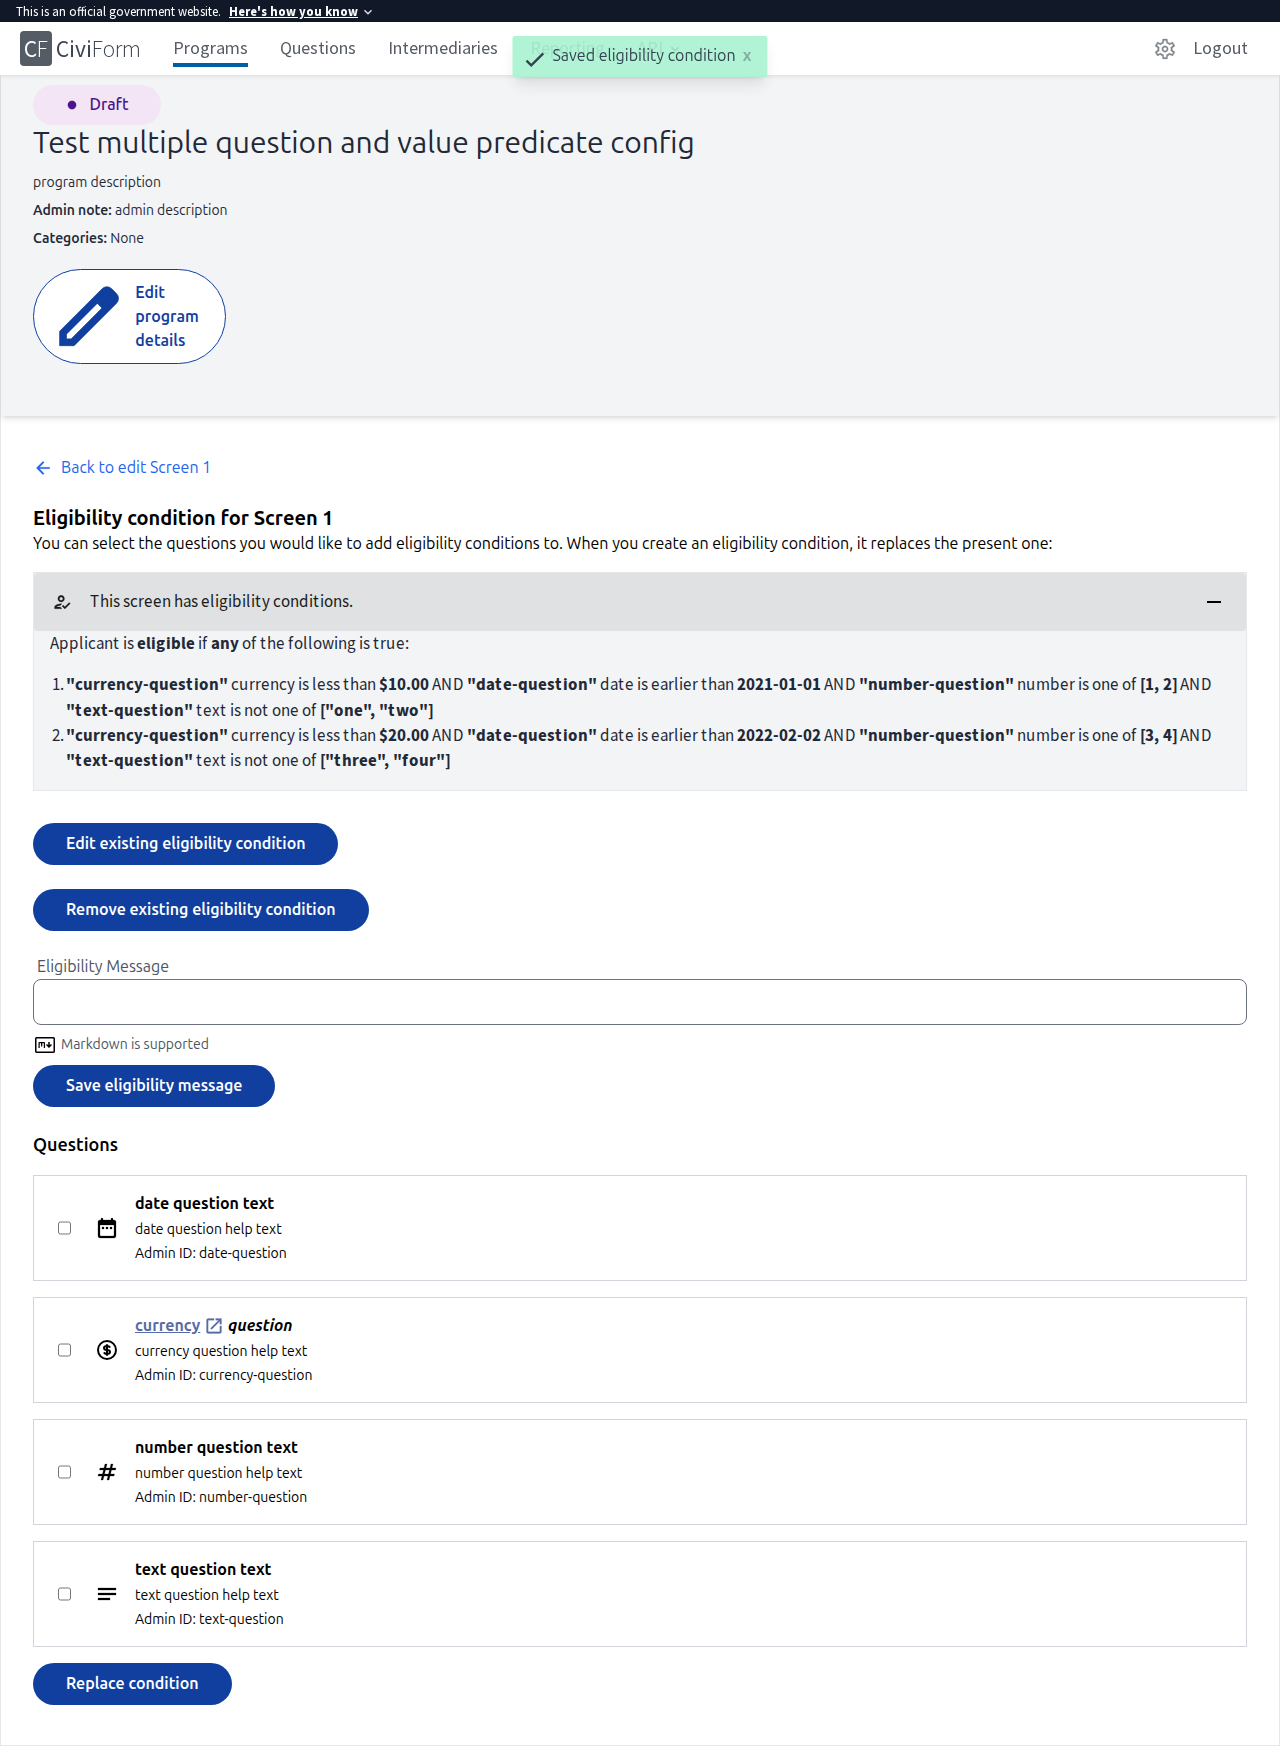 This is an official government website. Here's how you know
CF CiviForm Programs Questions Intermediaries Reporting API Logout
Saved eligibility condition x
Draft
Test multiple question and value predicate config
program description
Admin note: admin description
Categories: None
Edit
program
details
Back to edit Screen 1
Eligibility condition for Screen 1
You can select the questions you would like to add eligibility conditions to. When you create an eligibility condition, it replaces the present one:
This screen has eligibility conditions.
Applicant is eligible if any of the following is true:
1. "currency-question" currency is less than $10.00 AND "date-question" date is earlier than 2021-01-01 AND "number-question" number is one of [1, 2] AND
"text-question" text is not one of ["one", "two"]
2. "currency-question" currency is less than $20.00 AND "date-question" date is earlier than 2022-02-02 AND "number-question" number is one of [3, 4] AND
"text-question" text is not one of ["three", "four"]
Edit existing eligibility condition
Remove existing eligibility condition
Eligibility Message
Markdown is supported
Save eligibility message
Questions
date question text
date question help text
Admin ID: date-question
currency question
currency question help text
Admin ID: currency-question
number question text
number question help text
Admin ID: number-question
text question text
text question help text
Admin ID: text-question
Replace condition